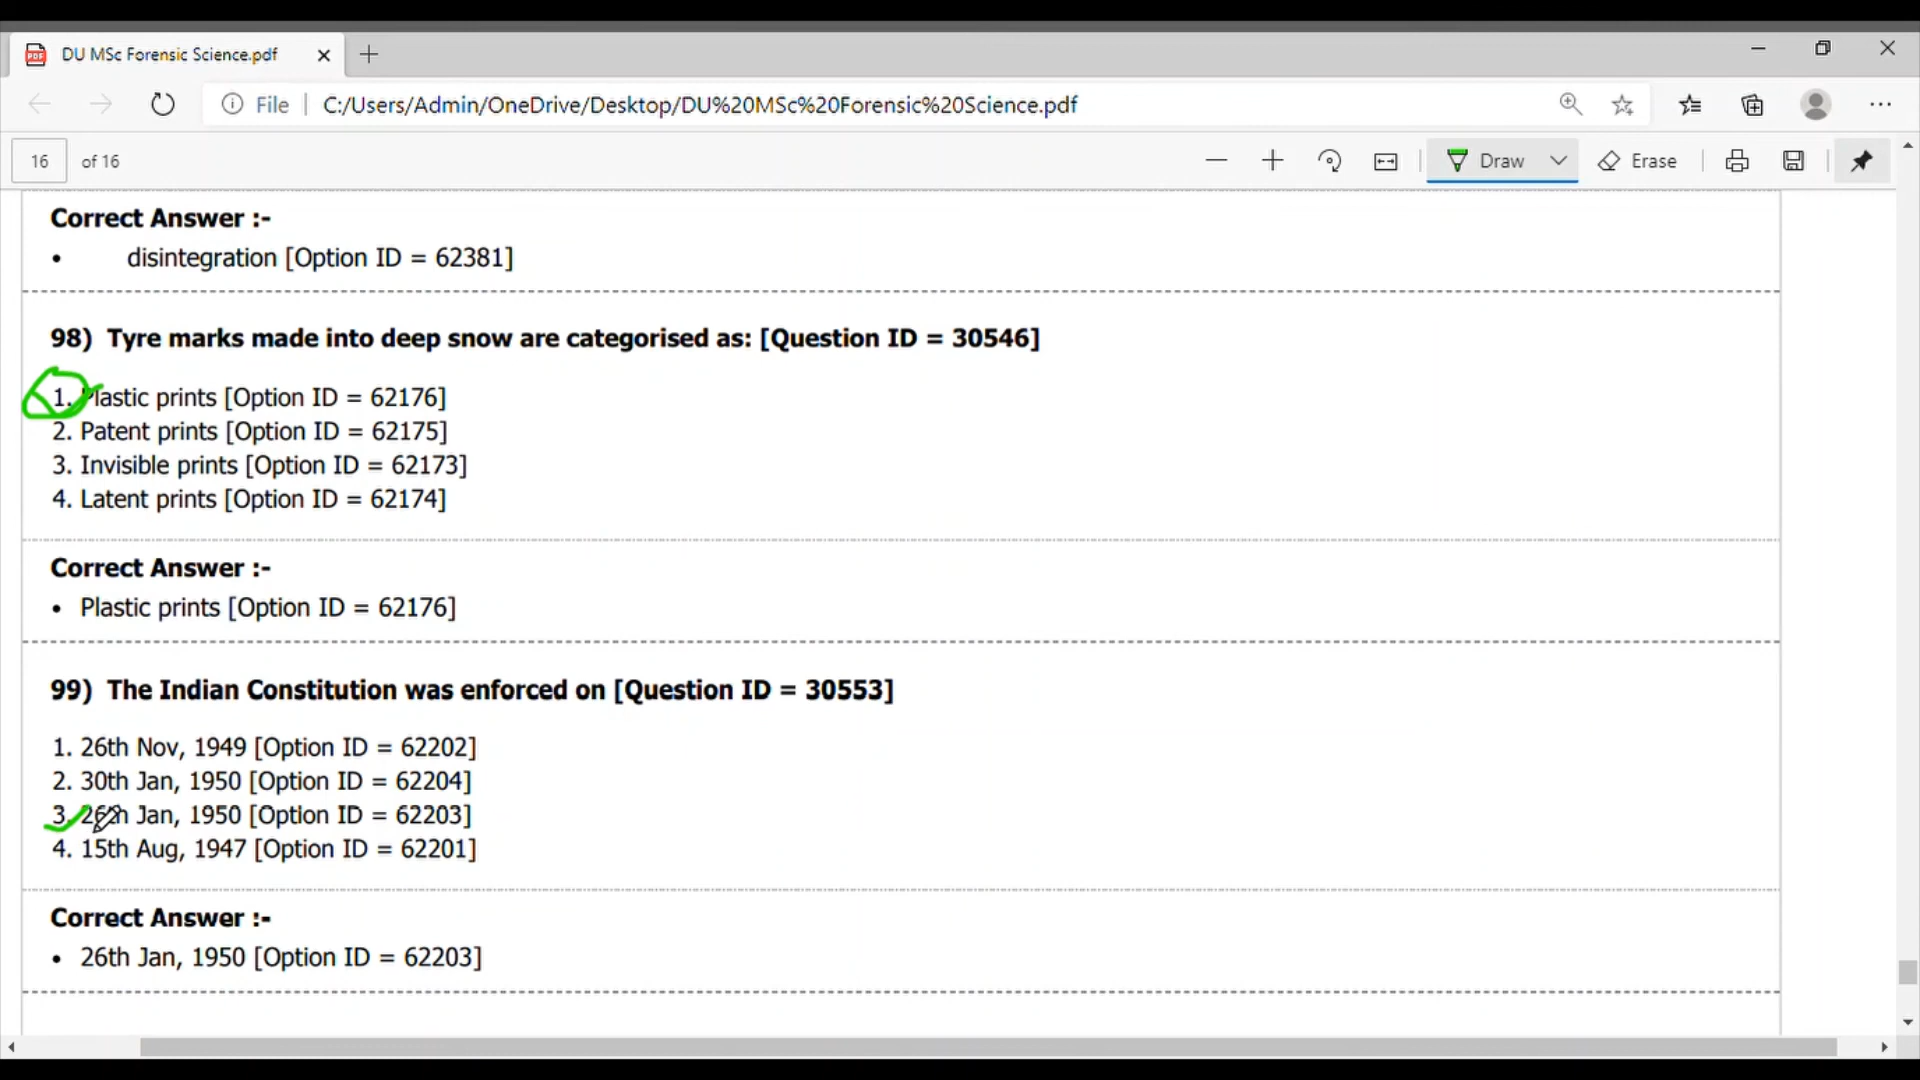 DU MSc Forensic Science.pdf
File
C:/Users/Admin/OneDrive/Desktop/DU%20MSc%20Forensic%20Science.pdf
16 of 16
Draw
Erase
Correct Answer :-
• disintegration [Option ID = 62381]
98) Tyre marks made into deep snow are categorised as: [Question ID = 30546]
1. Plastic prints [Option ID = 62176]
2. Patent prints [Option ID = 62175]
3. Invisible prints [Option ID = 62173]
4. Latent prints [Option ID = 62174]
Correct Answer :-
• Plastic prints [Option ID = 62176]
99) The Indian Constitution was enforced on [Question ID = 30553]
1. 26th Nov, 1949 [Option ID = 62202]
2. 30th Jan, 1950 [Option ID = 62204]
3. 26th Jan, 1950 [Option ID = 62203]
4. 15th Aug, 1947 [Option ID = 62201]
Correct Answer :-
• 26th Jan, 1950 [Option ID = 62203]